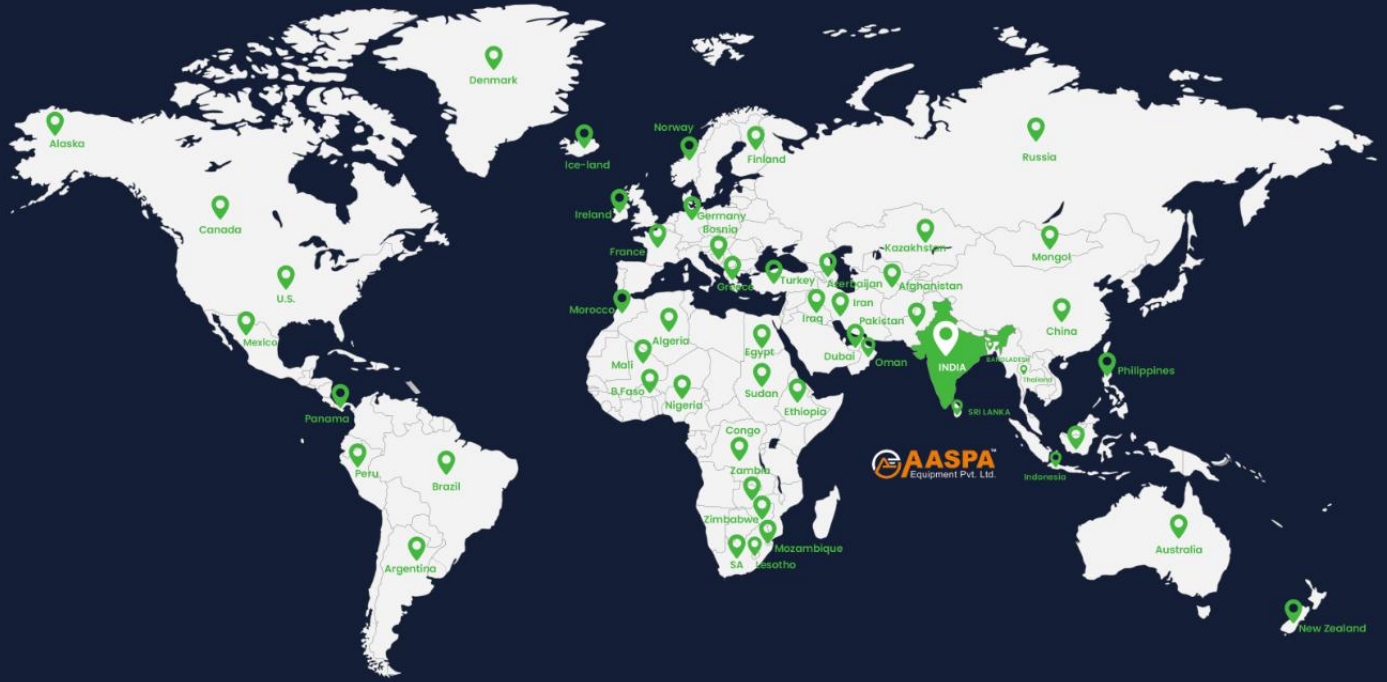 Denmark
Alaska
Norway
Ice-land
Finland
Russia
Canada
Ireland
Germany
Bosnia
France
Kazakhstan
Mongol
U.S.
Greece
Turkey
Azerbaijan
Afghanistan
Morocco
Iraq
Iran
Pakistan
China
Mexico
Algeria
Egypt
Dubai
Oman
INDIA
BANGLADESH
Mali
Thailand
Philippines
B.Faso
Nigeria
Sudan
Ethiopia
SRI LANKA
Panama
Congo
Peru
Brazil
Zambia
AASPA
Equipment Pvt. Ltd.
Indonesia
Zimbabwe
Mozambique
Australia
Argentina
SA
Lesotho
New Zealand